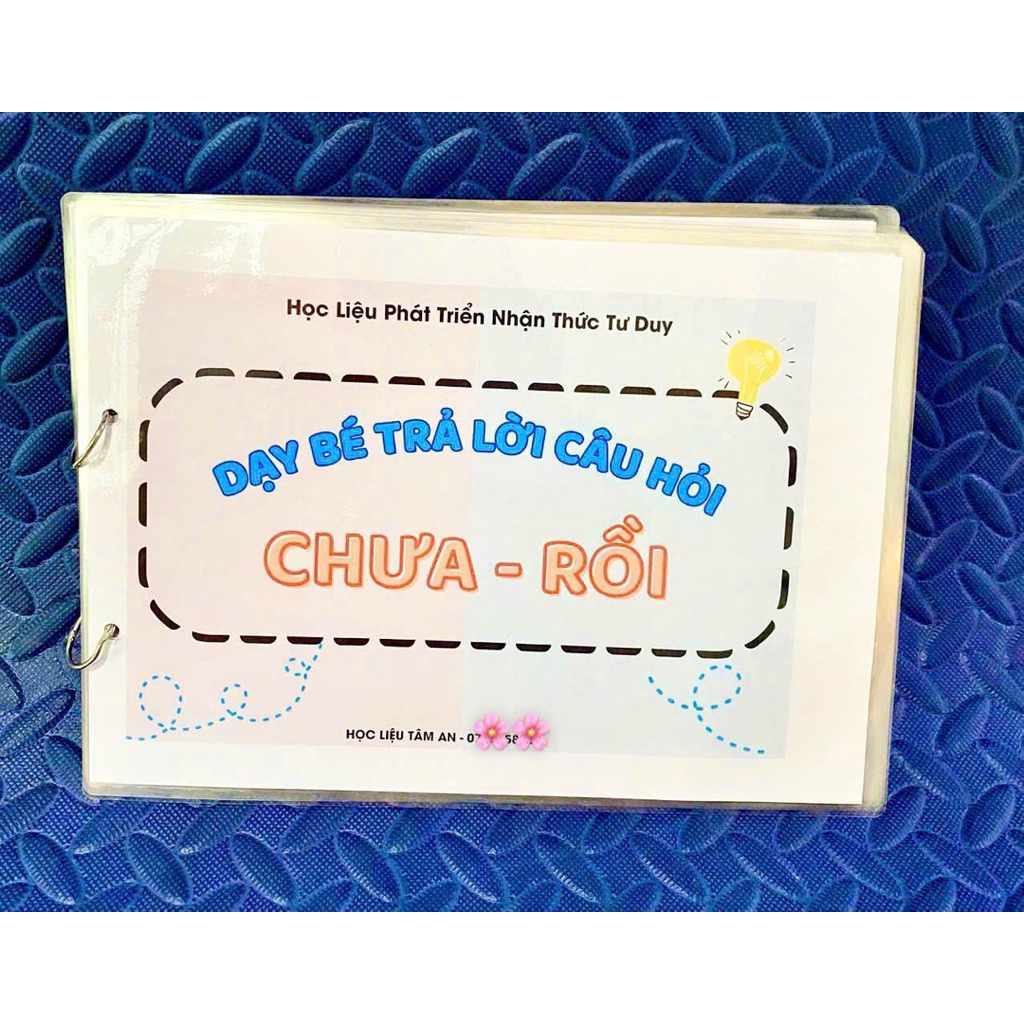 Học Liệu Phát Triển Nhận Thức Tư Duy
DẠY BÉ TRẢ LỜI CÂU HỎI
CHƯA - RỒI
HỌC LIỆU TÂM AN -